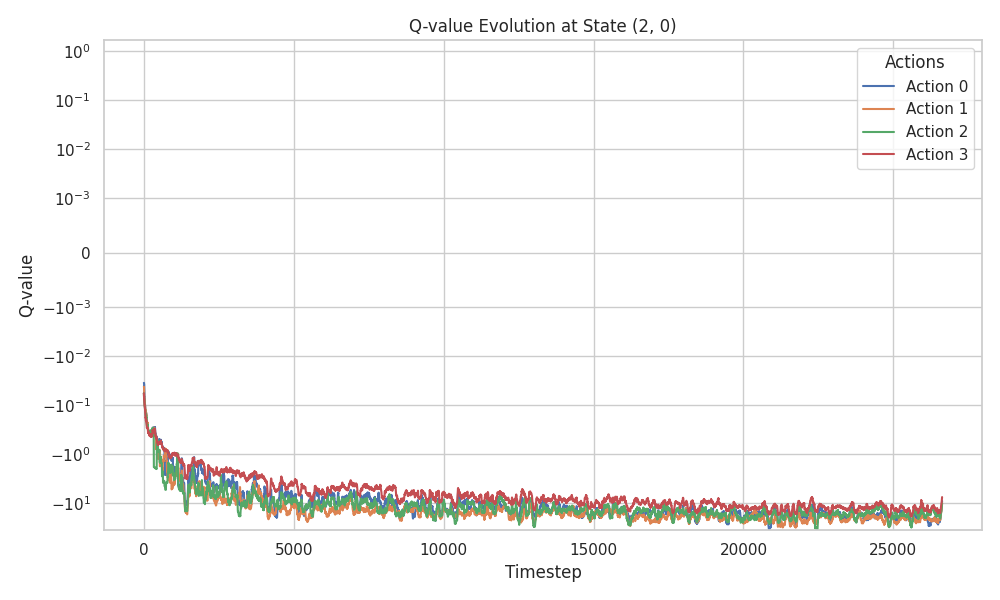 Q-value Evolution at State (2, 0)
Q-value
10⁰
10⁻¹
10⁻²
10⁻³
0
−10⁻³
−10⁻²
−10⁻¹
−10⁰
−10¹
Actions
Action 0
Action 1
Action 2
Action 3
0 5000 10000 15000 20000 25000
Timestep